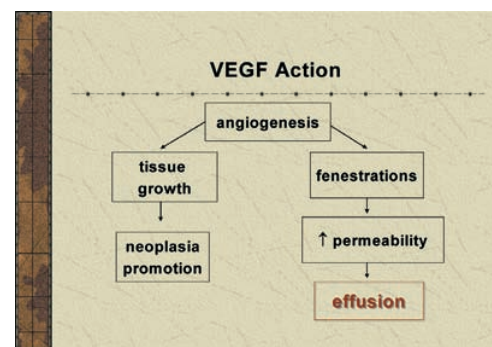 VEGF Action
angiogenesis
tissue
growth
fenestrations
neoplasia
promotion
↑ permeability
effusion